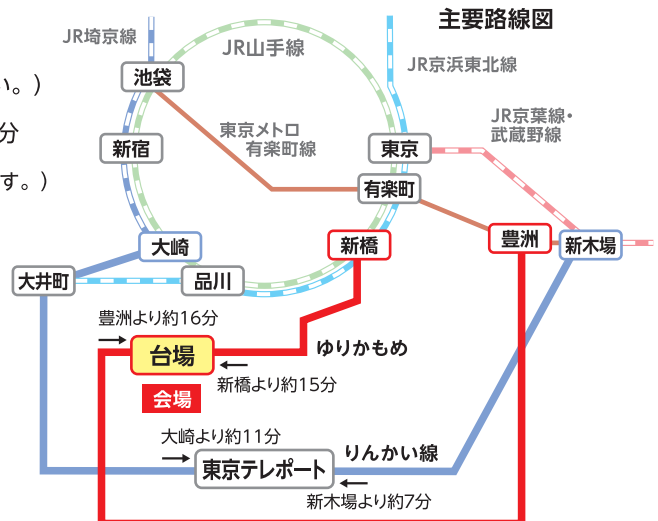 主要路線図
JR埼京線
JR山手線
JR京浜東北線
池袋
い。)
東京メトロ
有楽町線
JR京葉線・
武蔵野線
分
新宿
東京
す。)
有楽町
大崎
新橋
豊洲
新木場
大井町
品川
豊洲より約16分
台場
ゆりかもめ
新橋より約15分
会場
大崎より約11分
りんかい線
東京テレポート
新木場より約7分